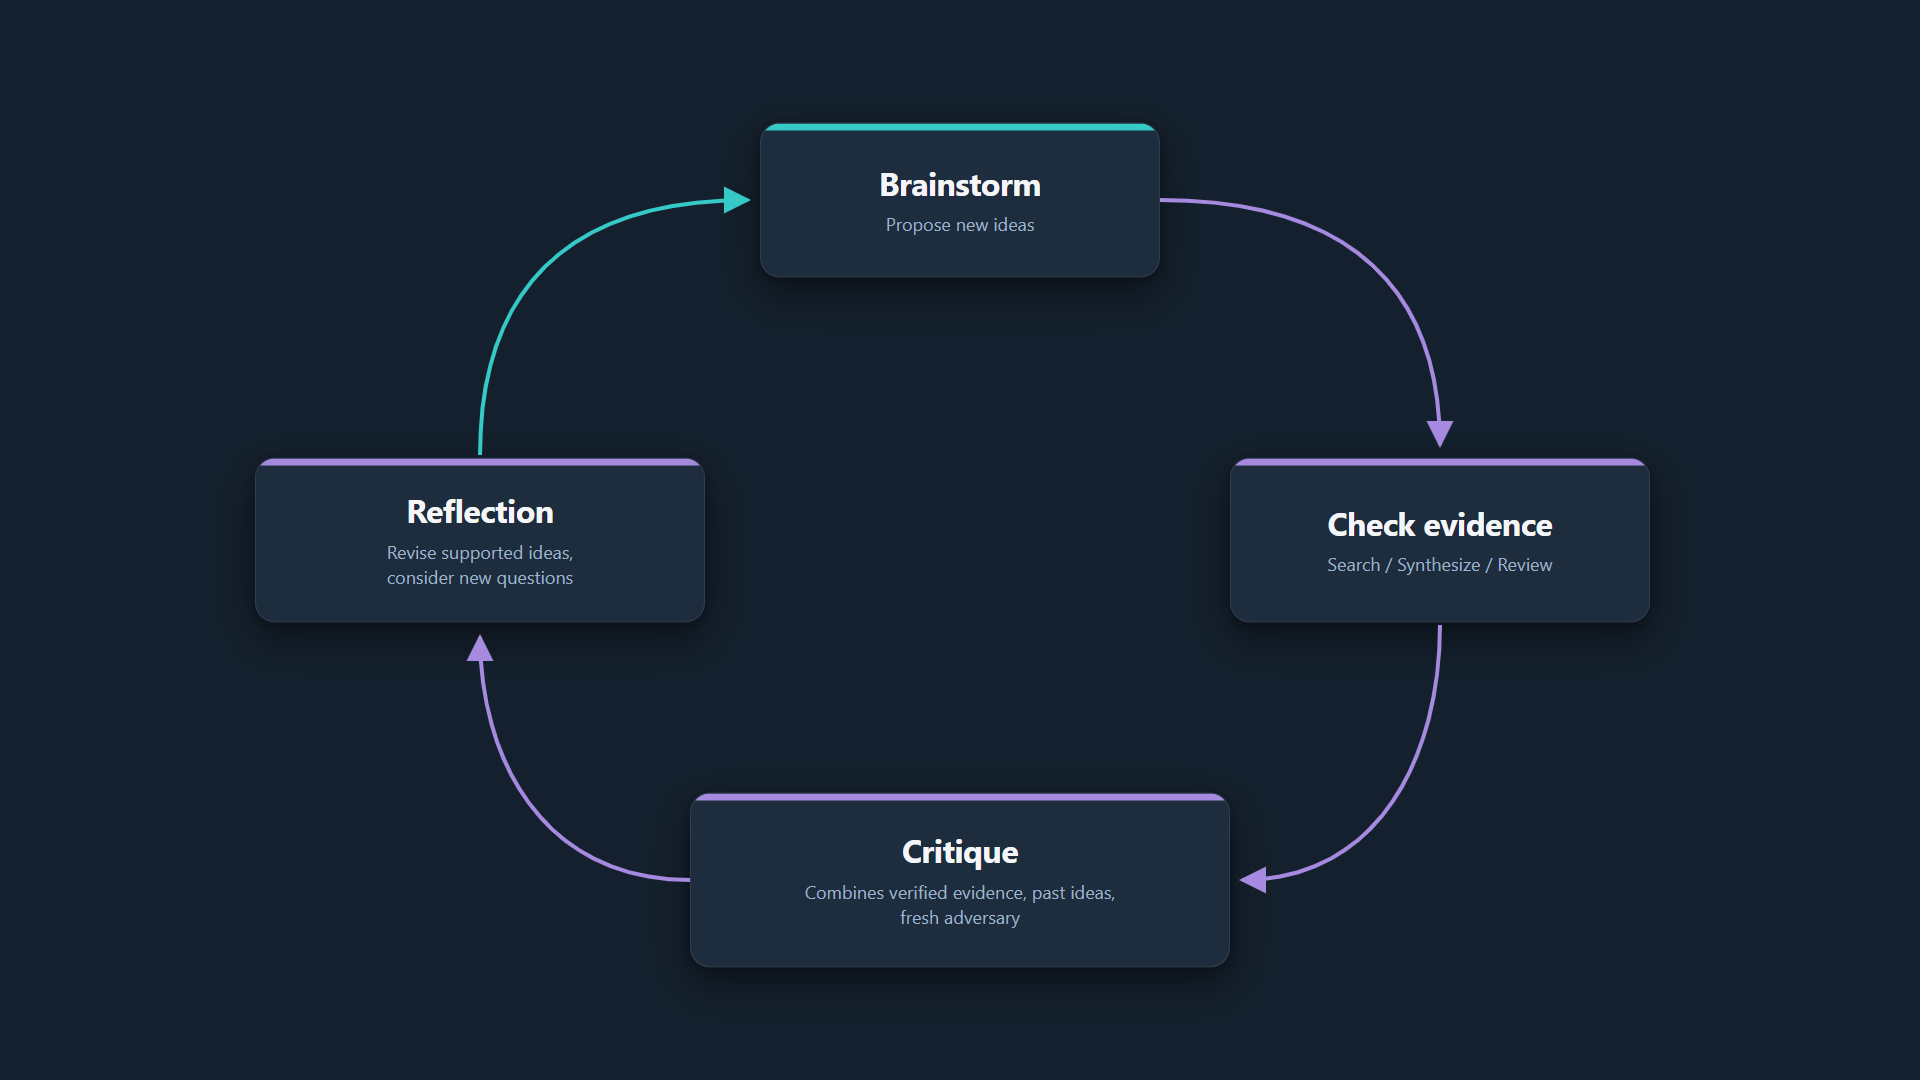 Brainstorm
Propose new ideas
Reflection
Revise supported ideas,
consider new questions
Check evidence
Search / Synthesize / Review
Critique
Combines verified evidence, past ideas,
fresh adversary